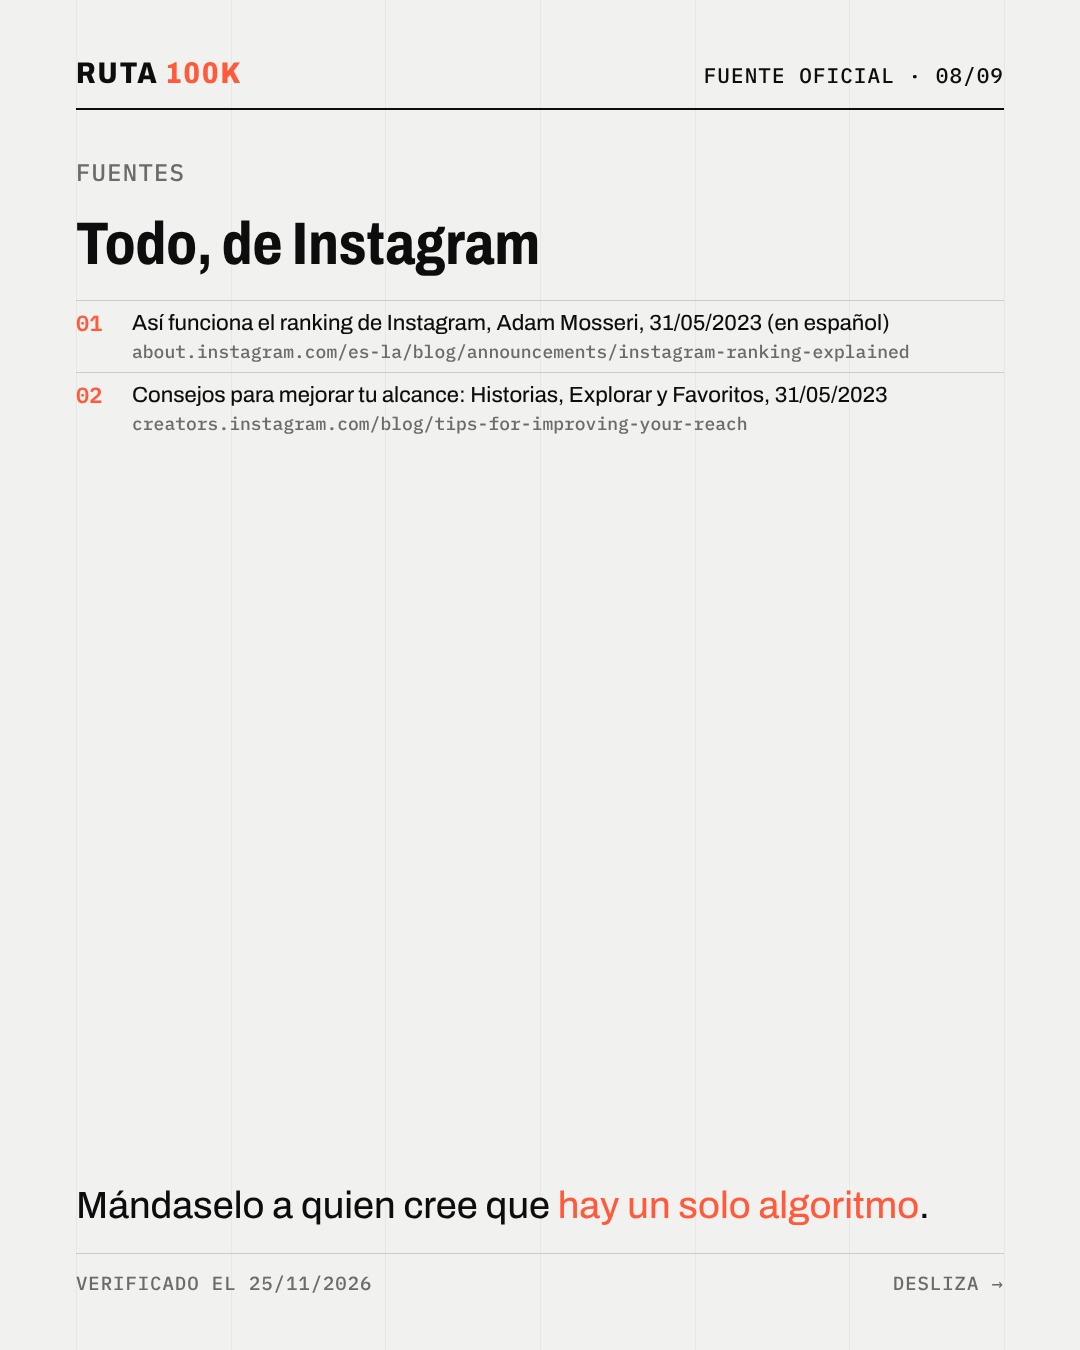 RUTA 100K
FUENTE OFICIAL · 08/09
FUENTES
Todo, de Instagram
01 Así funciona el ranking de Instagram, Adam Mosseri, 31/05/2023 (en español)
about.instagram.com/es-la/blog/announcements/instagram-ranking-explained
02 Consejos para mejorar tu alcance: Historias, Explorar y Favoritos, 31/05/2023
creators.instagram.com/blog/tips-for-improving-your-reach
Mándaselo a quien cree que hay un solo algoritmo.
VERIFICADO EL 25/11/2026
DESLIZA →